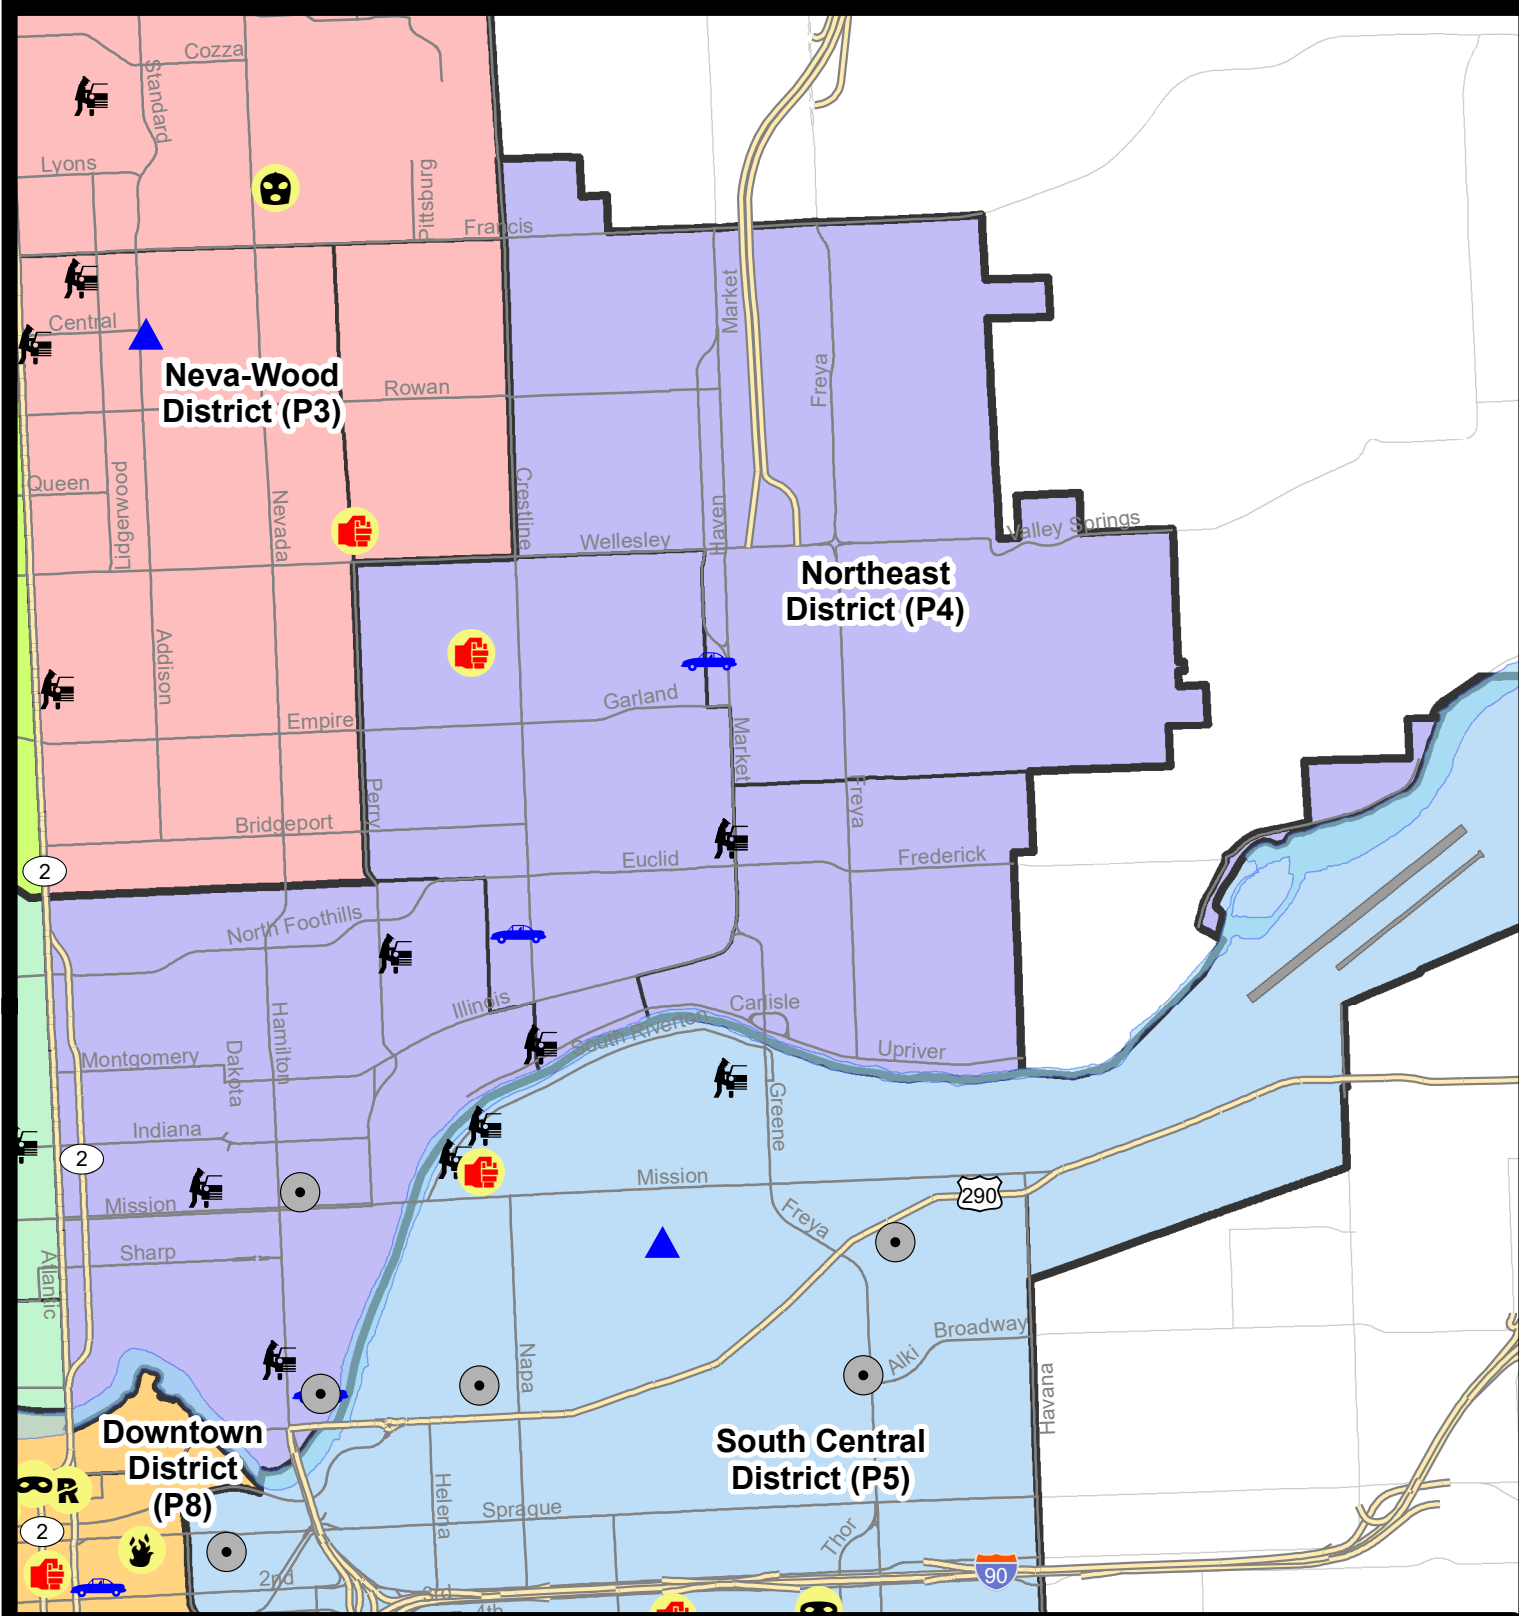 Cozza
Standard
Lyons
Pittsburg
Francis
Central
Market
Neva-Wood
District (P3)
Rowan
Freya
Queen
Lidgerwood
Nevada
Crestline
Haven
Wellesley
Valley Springs
Northeast
District (P4)
Addison
Garland
Empire
Market
Perry
Freya
Bridgeport
Euclid
Frederick
2
North Foothills
Illinois
Carlisle
South Riverton
Hamilton
Dakota
Montgomery
Upriver
Greene
Indiana
2
Mission
Mission
290
Freya
Sharp
Atlantic
Broadway
Alki
Napa
Havana
Downtown
District
(P8)
South Central
District (P5)
R
Helena
Sprague
2
Thor
2nd
90
3rd
4th